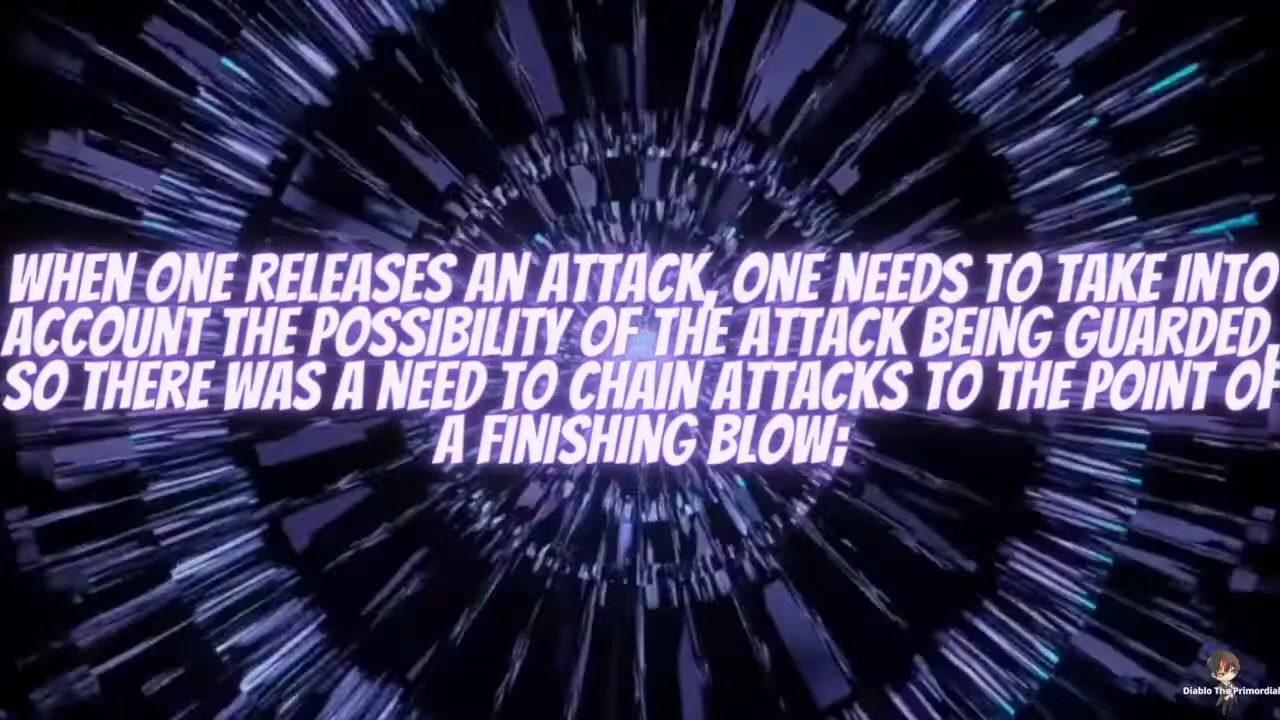 WHEN ONE RELEASES AN ATTACK, ONE NEEDS TO TAKE INTO
ACCOUNT THE POSSIBILITY OF THE ATTACK BEING GUARDED,
SO THERE WAS A NEED TO CHAIN ATTACKS TO THE POINT OF
A FINISHING BLOW;
Diablo The Primordial